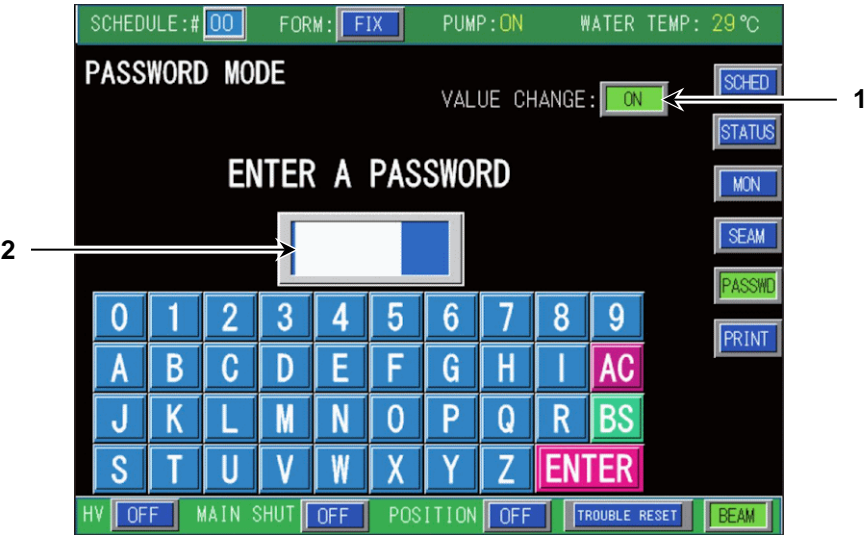 SCHEDULE:# 00 FORM: FIX PUMP:ON WATER TEMP: 29℃
PASSWORD MODE
SCHED
VALUE CHANGE: ON
1
STATUS
ENTER A PASSWORD
MON
2
SEAM
PASSWD
0 1 2 3 4 5 6 7 8 9
PRINT
A B C D E F G H I AC
J K L M N O P Q R BS
S T U V W X Y Z ENTER
HV OFF MAIN SHUT OFF POSITION OFF TROUBLE RESET BEAM